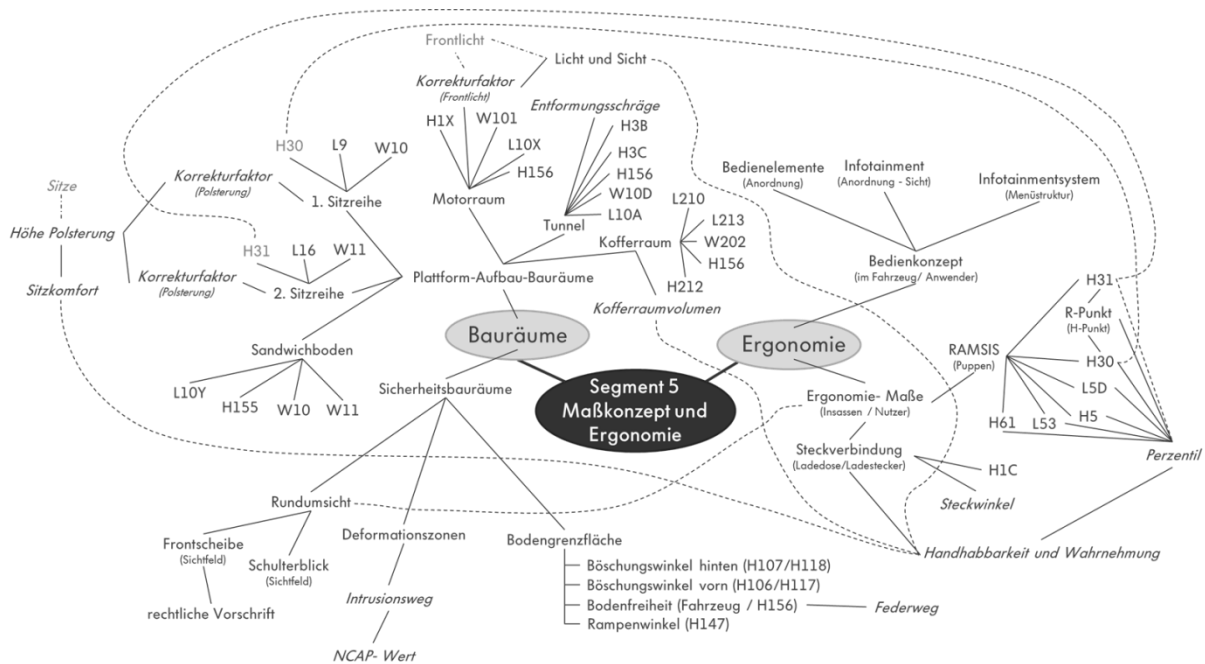 Frontlicht
Licht und Sicht
Korrekturfaktor
(Frontlicht)
Entformungsschräge
H1X
W101
L10X
H156
Motorraum
H3B
H3C
H156
W10D
L10A
Tunnel
H30
L9
W10
Korrekturfaktor
(Polsterung)
1. Sitzreihe
Sitze
Höhe Polsterung
Sitzkomfort
H31
L16
W11
Korrekturfaktor
(Polsterung)
2. Sitzreihe
Plattform-Aufbau-Bauräume
Kofferraum
L210
L213
W202
H156
H212
Kofferraumvolumen
Bedienelemente
(Anordnung)
Infotainment
(Anordnung - Sicht)
Infotainmentsystem
(Menüstruktur)
Bedienkonzept
(im Fahrzeug/ Anwender)
Bauräume
Ergonomie
Segment 5
Maßkonzept und
Ergonomie
Sandwichboden
L10Y
H155
W10
W11
Sicherheitsbauräume
RAMSIS
(Puppen)
H31
R-Punkt
(H-Punkt)
H30
L5D
H5
L53
H61
Perzentil
Ergonomie- Maße
(Insassen / Nutzer)
Steckverbindung
(Ladedose/Ladestecker)
H1C
Steckwinkel
Handhabbarkeit und Wahrnehmung
Rundumsicht
Frontscheibe
(Sichtfeld)
Schulterblick
(Sichtfeld)
rechtliche Vorschrift
Deformationszonen
Intrusionsweg
NCAP- Wert
Bodengrenzfläche
Böschungswinkel hinten (H107/H118)
Böschungswinkel vorn (H106/H117)
Bodenfreiheit (Fahrzeug / H156)
Federweg
Rampenwinkel (H147)